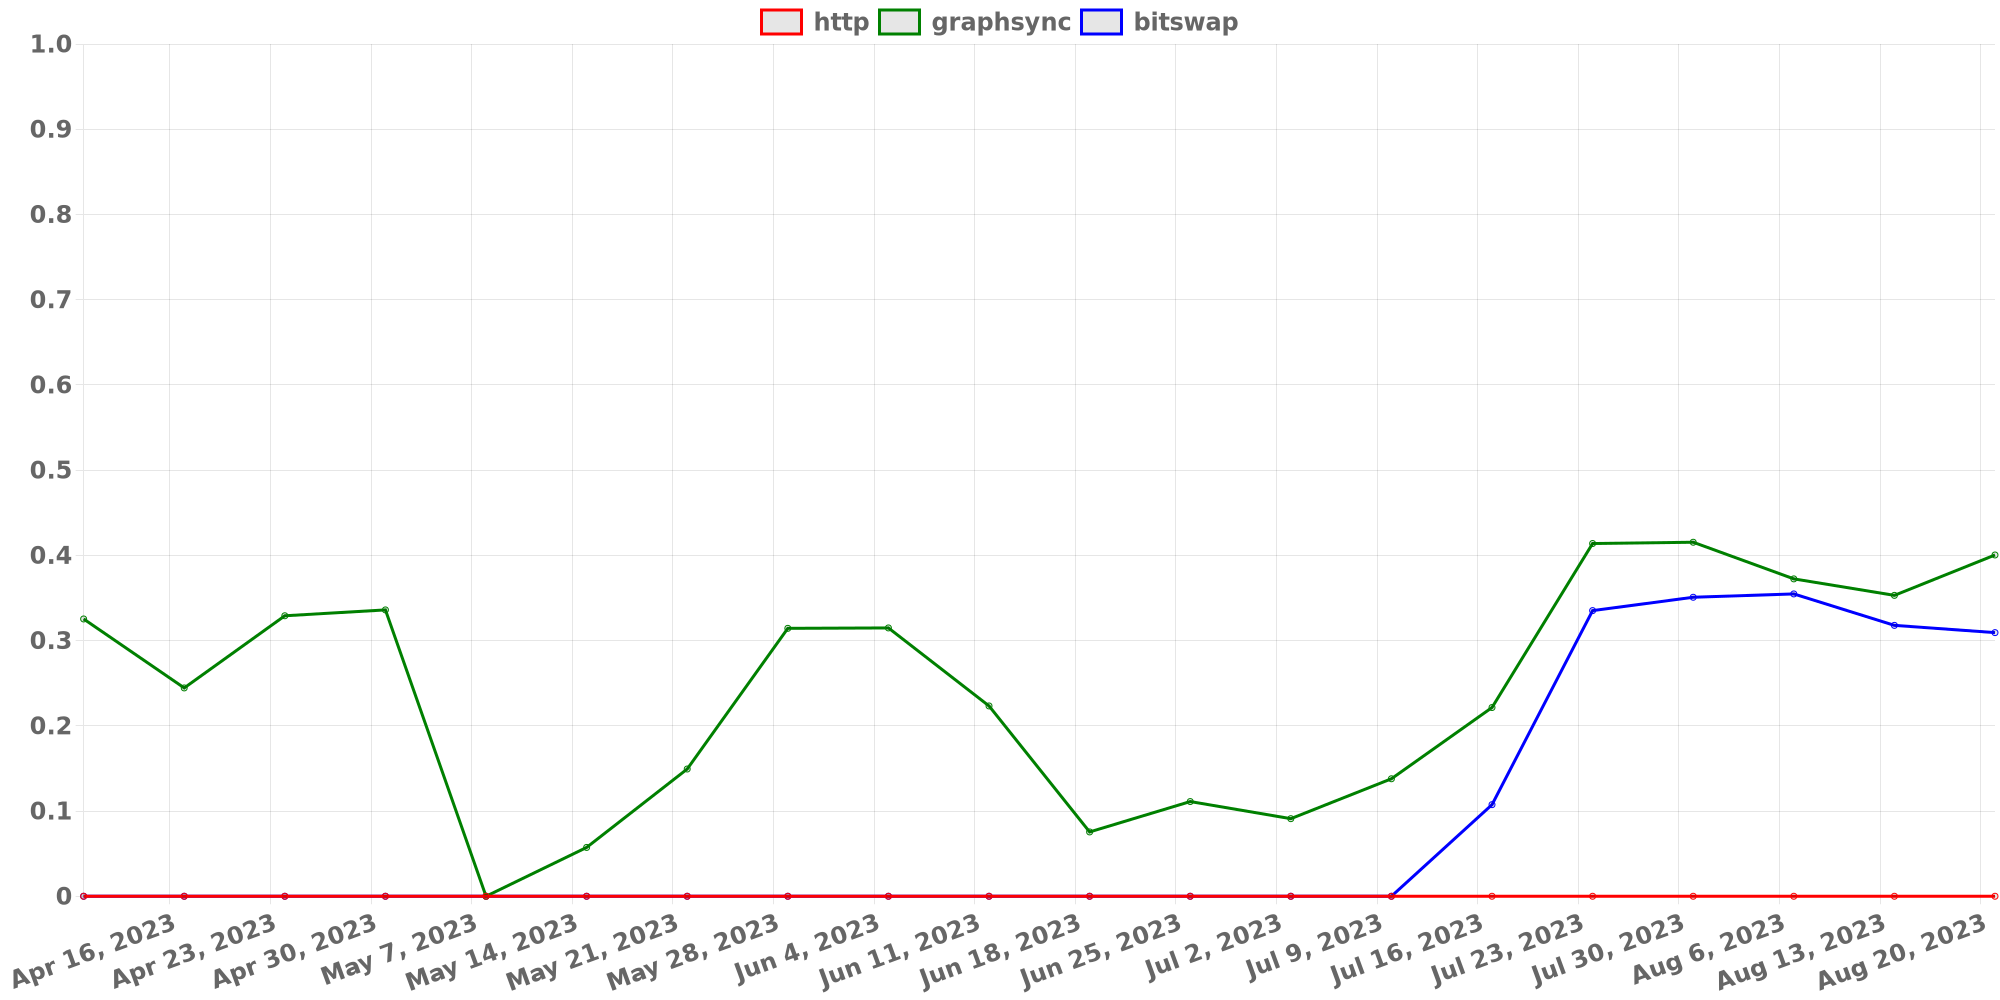 http graphsync bitswap
1.0
0.9
0.8
0.7
0.6
0.5
0.4
0.3
0.2
0.1
0
Apr 16, 2023
Apr 23, 2023
Apr 30, 2023
May 7, 2023
May 14, 2023
May 21, 2023
May 28, 2023
Jun 4, 2023
Jun 11, 2023
Jun 18, 2023
Jun 25, 2023
Jul 2, 2023
Jul 9, 2023
Jul 16, 2023
Jul 23, 2023
Jul 30, 2023
Aug 6, 2023
Aug 13, 2023
Aug 20, 2023